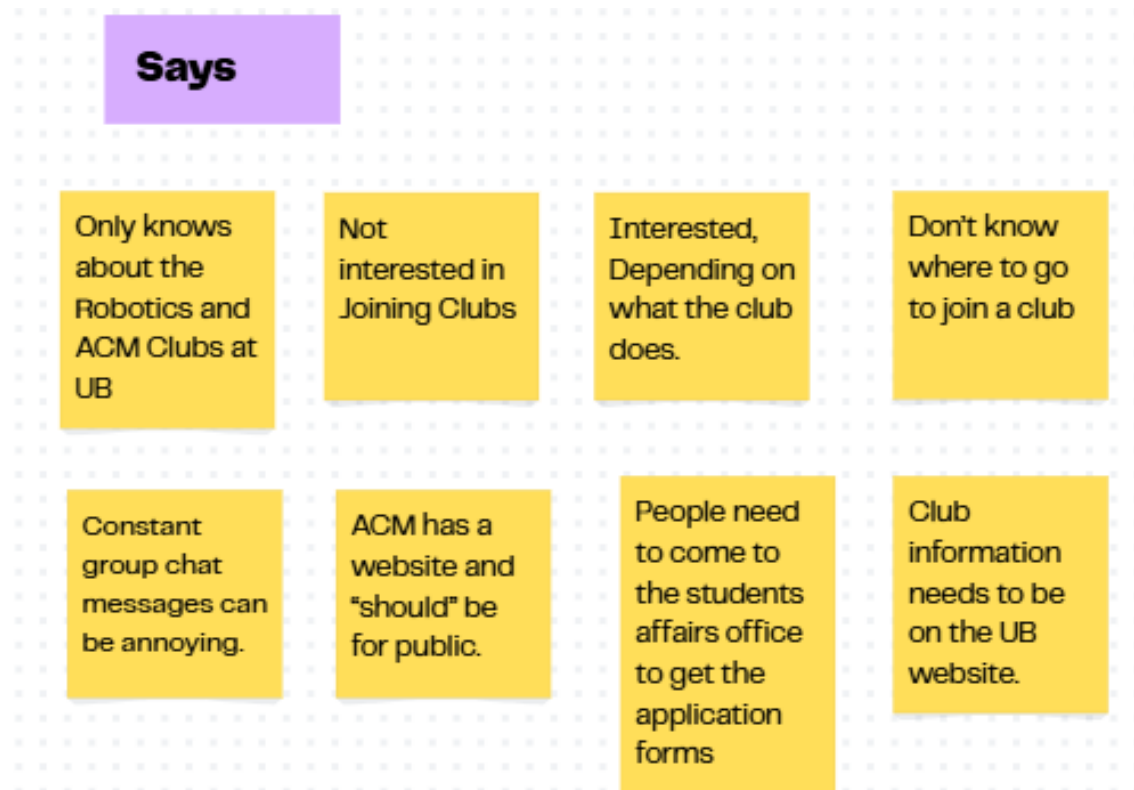 Says
Only knows
about the
Robotics and
ACM Clubs at
UB
Not
interested in
Joining Clubs
Interested,
Depending on
what the club
does.
Don't know
where to go
to join a club
Constant
group chat
messages can
be annoying.
ACM has a
website and
“should” be
for public.
People need
to come to
the students
affairs office
to get the
application
forms
Club
information
needs to be
on the UB
website.